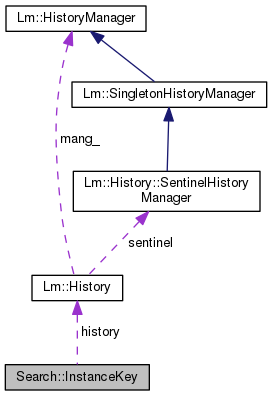 Lm::HistoryManager
Lm::SingletonHistoryManager
mang_
Lm::History::SentinelHistory
Manager
sentinel
Lm::History
history
Search::InstanceKey